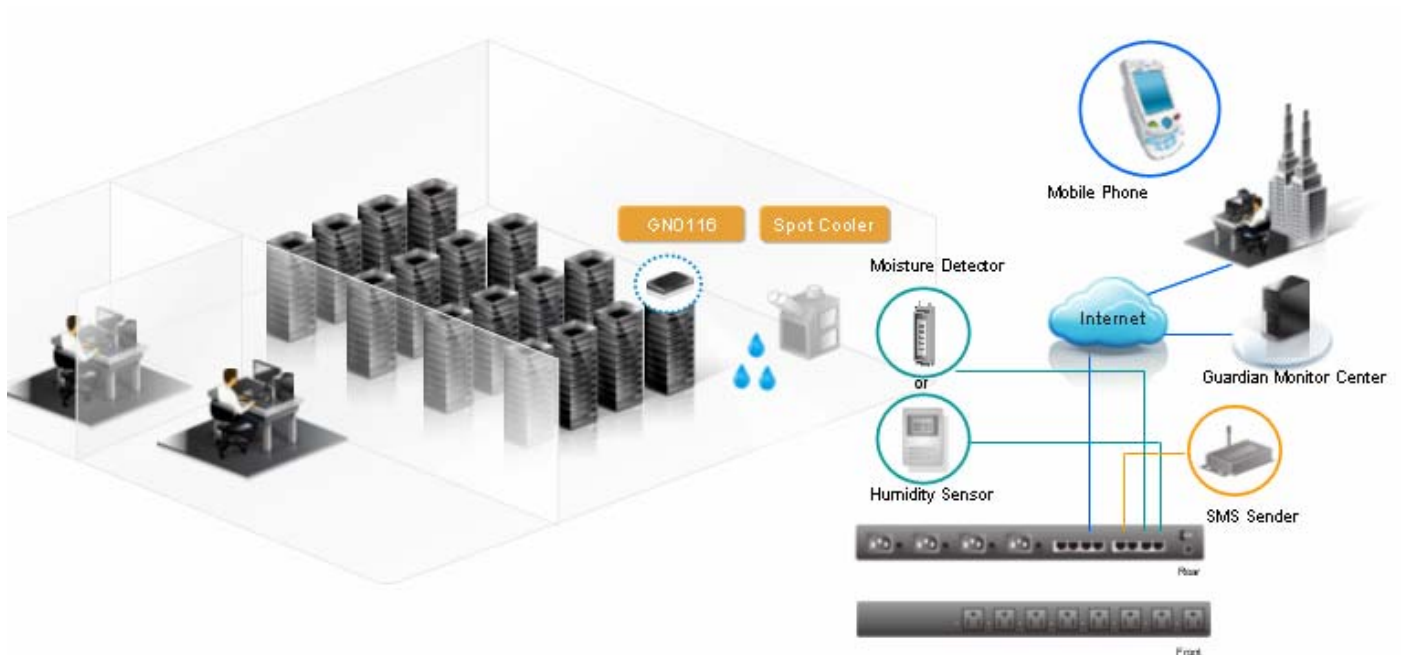 Mobile Phone
GN0116
Spot Cooler
Moisture Detector
Internet
or
Guardian Monitor Center
Humidity Sensor
SMS Sender
Rear
Front